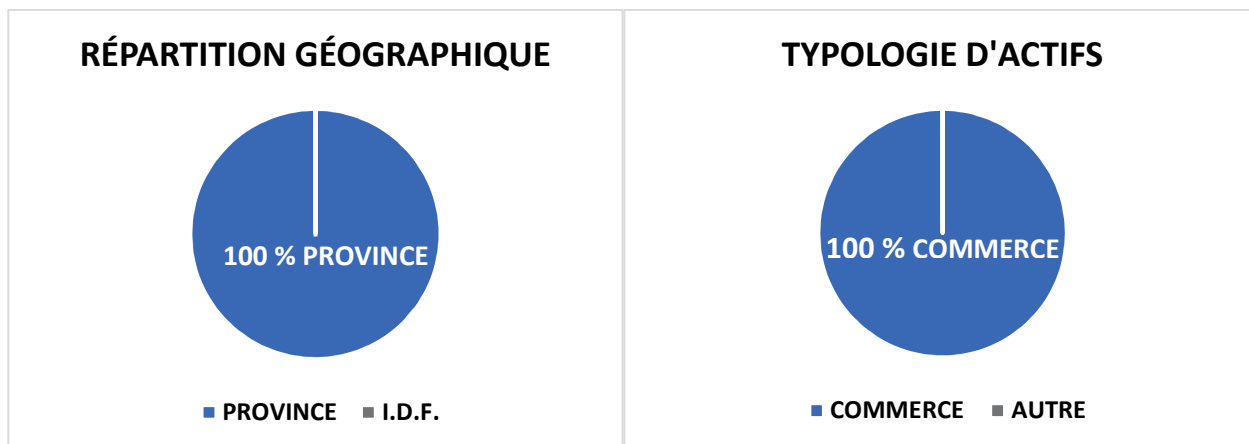 RÉPARTITION GÉOGRAPHIQUE
100 % PROVINCE
PROVINCE I.D.F.
TYPOLOGIE D'ACTIFS
100 % COMMERCE
COMMERCE AUTRE